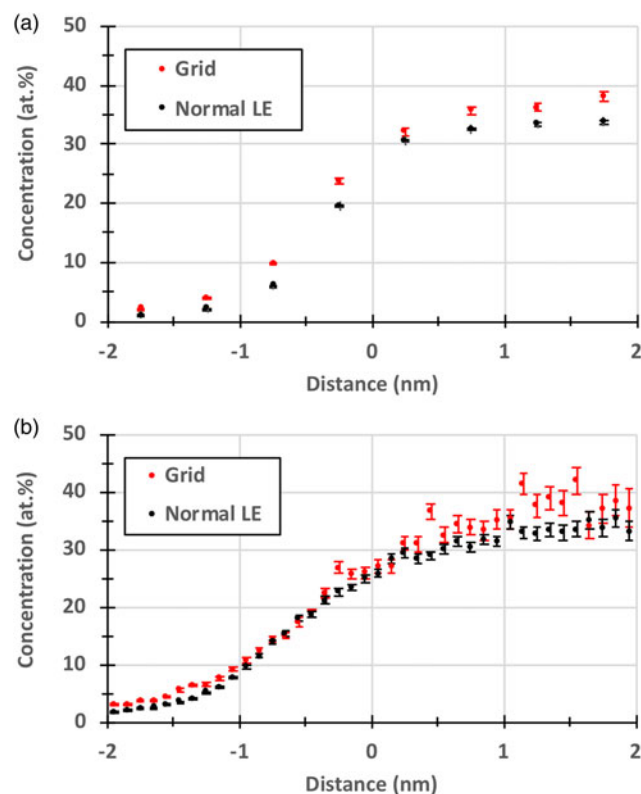 (a)
50
40
30
20
10
0
Concentration (at.%)
Grid
Normal LE
-2
-1
0
1
2
Distance (nm)
(b)
50
40
30
20
10
0
Concentration (at.%)
Grid
Normal LE
-2
-1
0
1
2
Distance (nm)